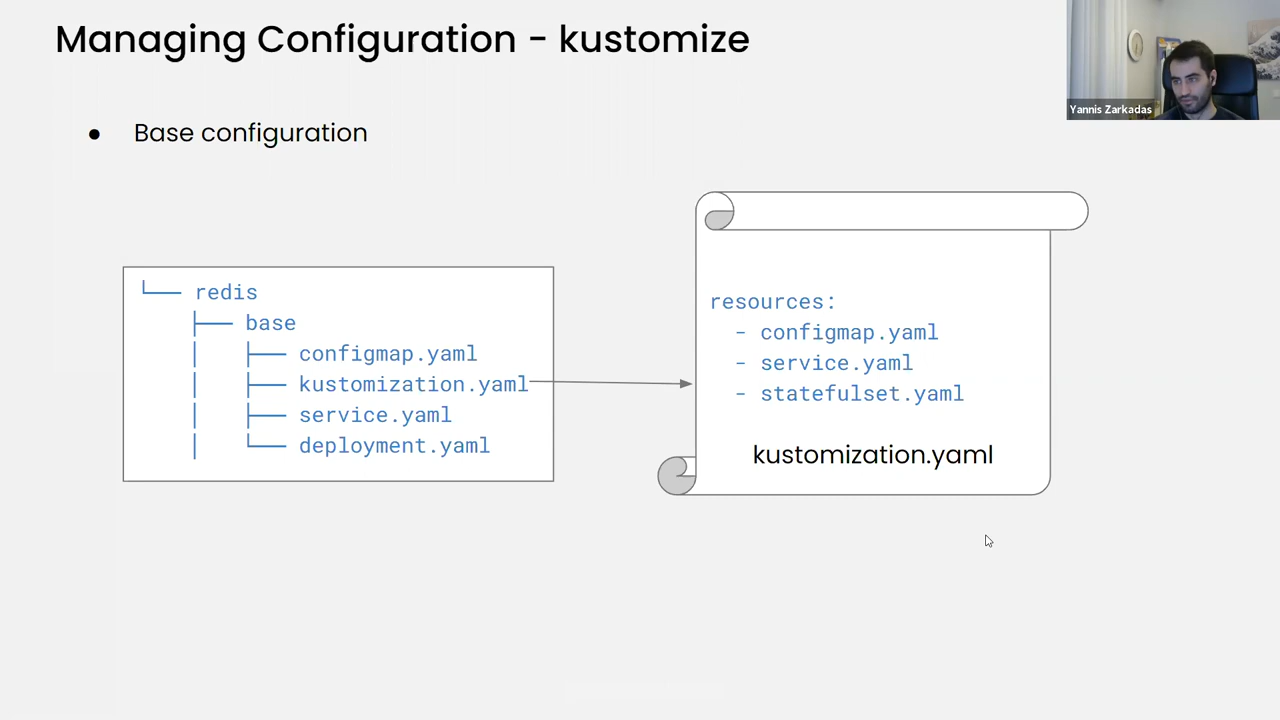 Managing Configuration - kustomize
Yannis Zarkadas
● Base configuration
└── redis
├── base
│ ├── configmap.yaml
│ ├── kustomization.yaml
│ ├── service.yaml
│ └── deployment.yaml
resources:
- configmap.yaml
- service.yaml
- statefulset.yaml
kustomization.yaml